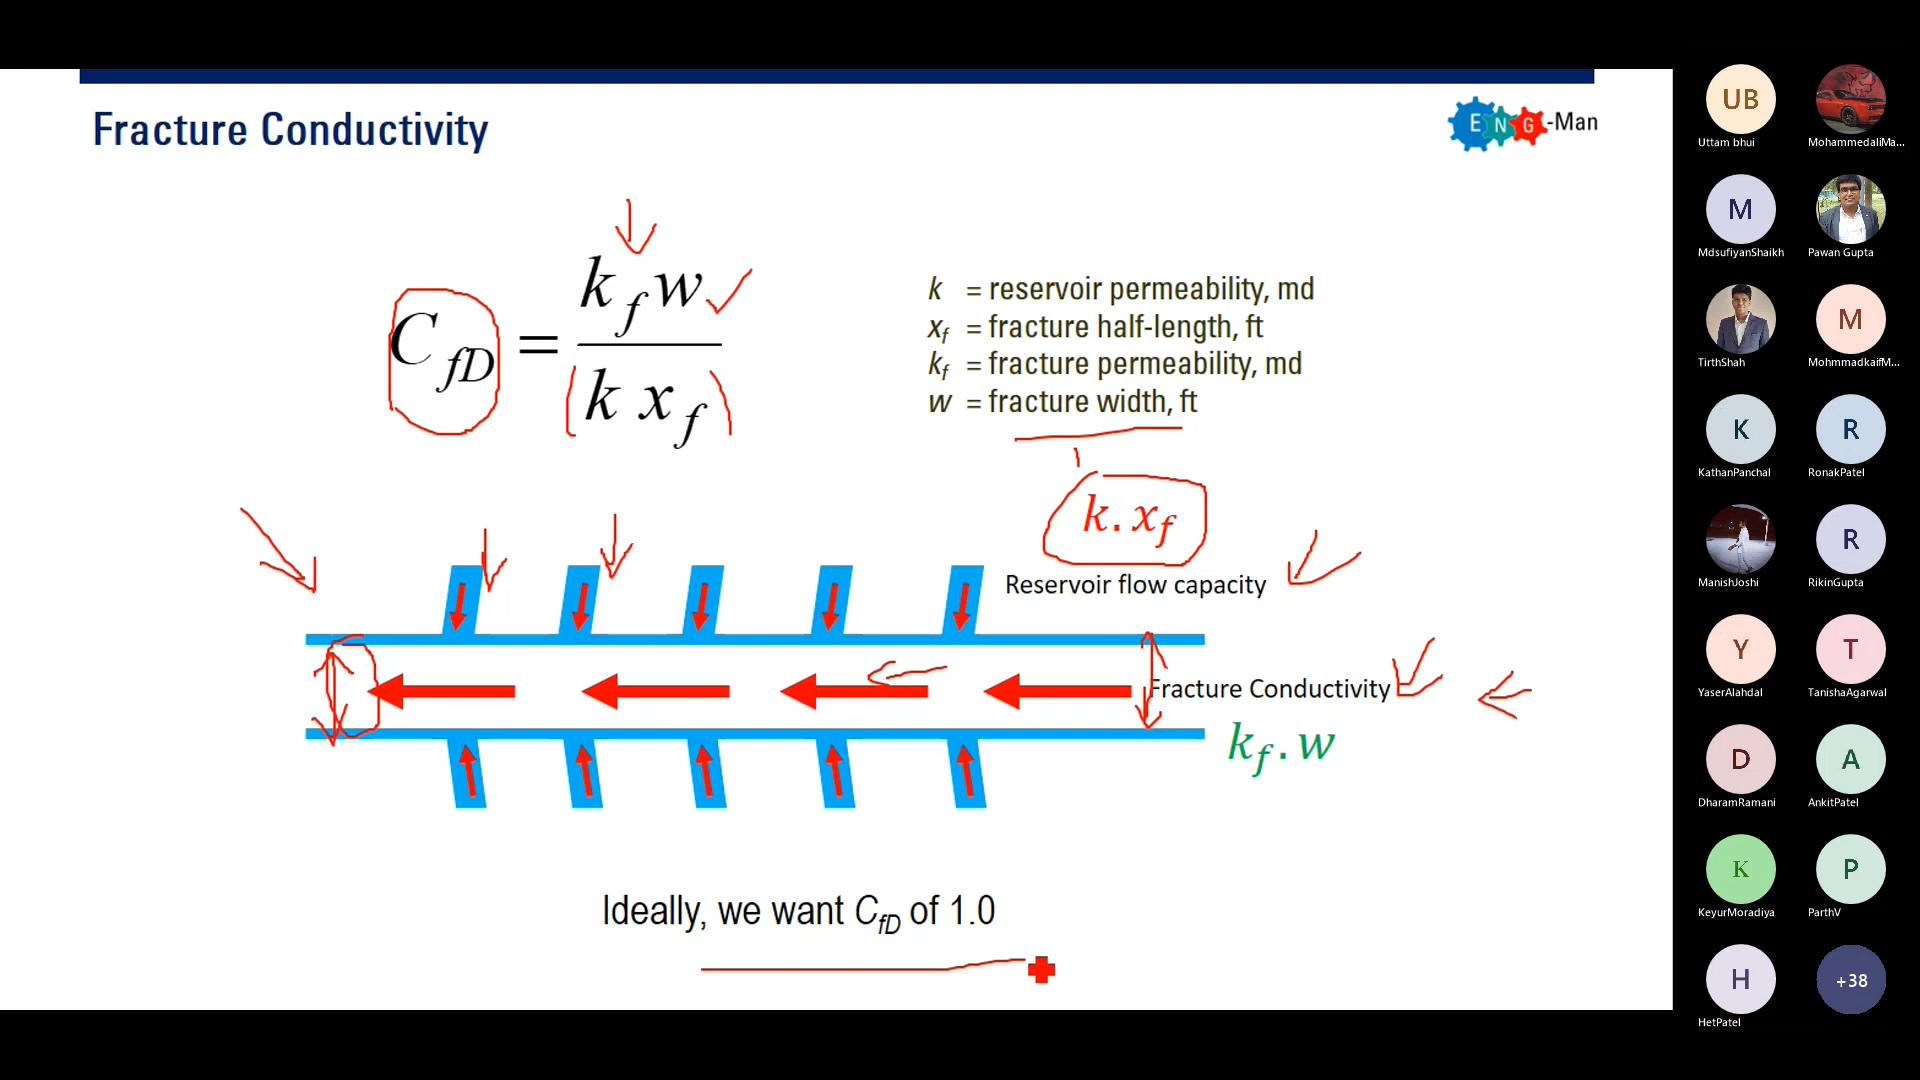 Fracture Conductivity
ENG-Man
C_fD = k_f w / k x_f
k = reservoir permeability, md
x_f = fracture half-length, ft
k_f = fracture permeability, md
w = fracture width, ft
k . x_f
Reservoir flow capacity
Fracture Conductivity
k_f . w
Ideally, we want C_fD of 1.0
UB
Uttam bhui
MohammedaliMa...
M
MdsufiyanShaikh
Pawan Gupta
TirthShah
M
MohmmadkaifM...
K
KathanPanchal
R
RonakPatel
ManishJoshi
R
RikinGupta
Y
YaserAlahdal
T
TanishaAgarwal
D
DharamRamani
A
AnkitPatel
K
KeyurMoradiya
P
ParthV
H
HetPatel
+38